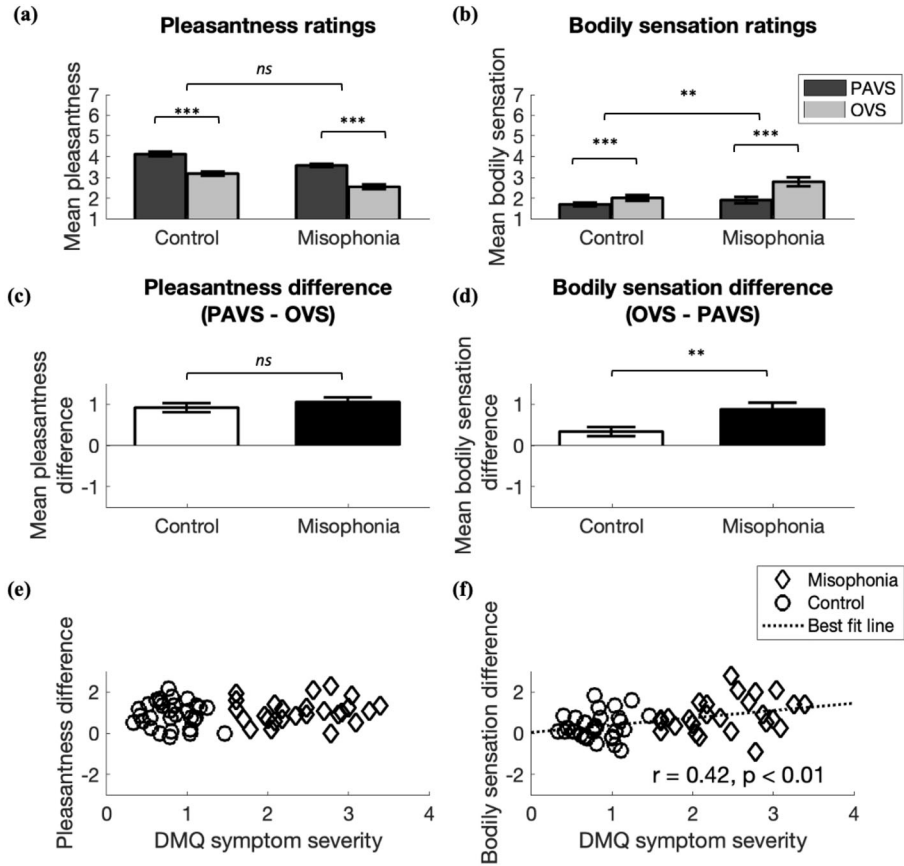 (a)
Pleasantness ratings
ns
***
***
Mean pleasantness
7
6
5
4
3
2
1
Control
Misophonia
(b)
Bodily sensation ratings
PAVS
OVS
**
***
***
Mean bodily sensation
7
6
5
4
3
2
1
Control
Misophonia
(c)
Pleasantness difference
(PAVS - OVS)
ns
Mean pleasantness
difference
1
0
-1
Control
Misophonia
(d)
Bodily sensation difference
(OVS - PAVS)
**
Mean bodily sensation
difference
1
0
-1
Control
Misophonia
(e)
Pleasantness difference
2
0
-2
0 1 2 3 4
DMQ symptom severity
(f)
Misophonia
Control
Best fit line
Bodily sensation difference
2
0
-2
r = 0.42, p < 0.01
0 1 2 3 4
DMQ symptom severity